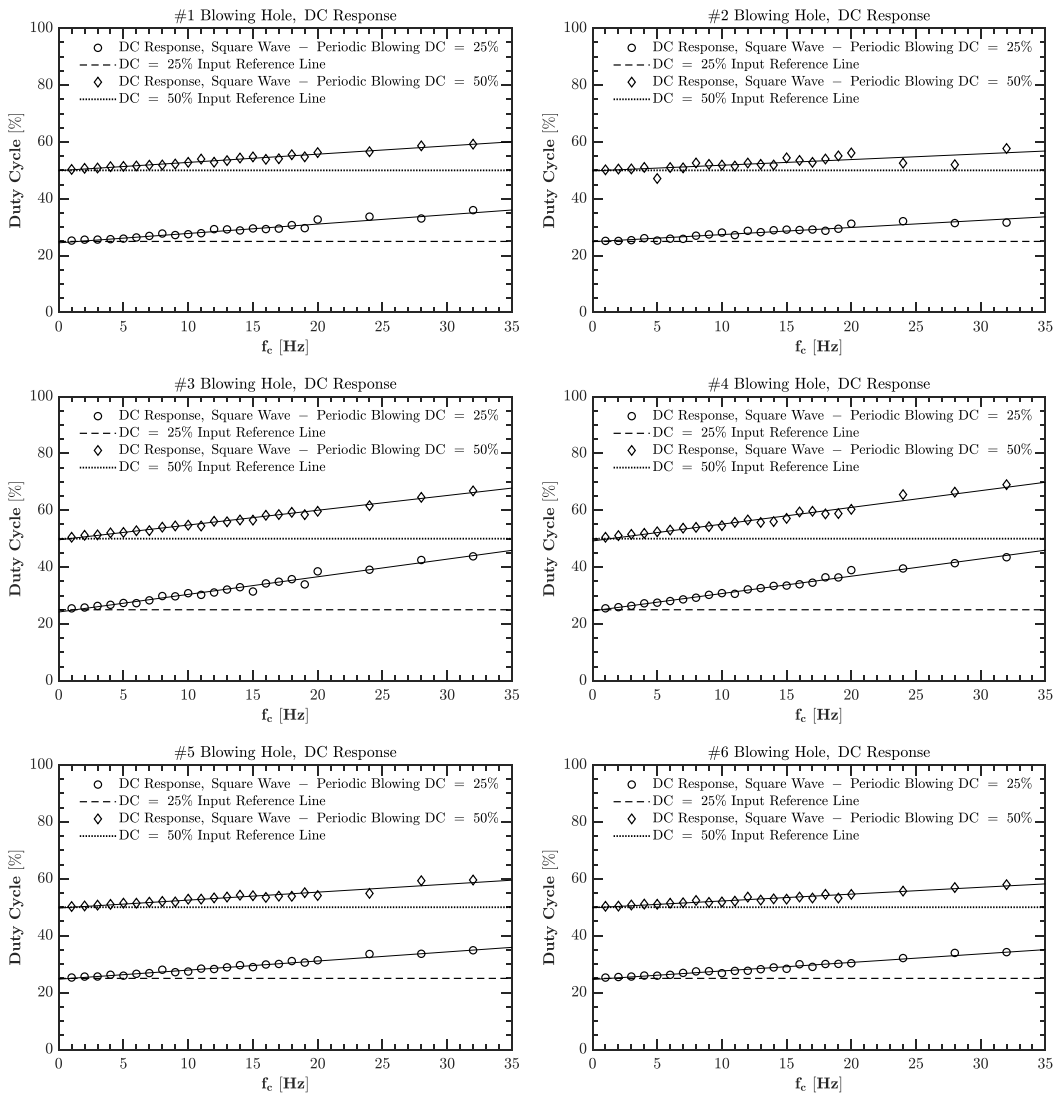 #1 Blowing Hole, DC Response
100
80
60
40
20
0
Duty Cycle [%]
DC Response, Square Wave − Periodic Blowing DC = 25%
DC = 25% Input Reference Line
DC Response, Square Wave − Periodic Blowing DC = 50%
DC = 50% Input Reference Line
0 5 10 15 20 25 30 35
f_c [Hz]
#2 Blowing Hole, DC Response
100
80
60
40
20
0
Duty Cycle [%]
DC Response, Square Wave − Periodic Blowing DC = 25%
DC = 25% Input Reference Line
DC Response, Square Wave − Periodic Blowing DC = 50%
DC = 50% Input Reference Line
0 5 10 15 20 25 30 35
f_c [Hz]
#3 Blowing Hole, DC Response
100
80
60
40
20
0
Duty Cycle [%]
DC Response, Square Wave − Periodic Blowing DC = 25%
DC = 25% Input Reference Line
DC Response, Square Wave − Periodic Blowing DC = 50%
DC = 50% Input Reference Line
0 5 10 15 20 25 30 35
f_c [Hz]
#4 Blowing Hole, DC Response
100
80
60
40
20
0
Duty Cycle [%]
DC Response, Square Wave − Periodic Blowing DC = 25%
DC = 25% Input Reference Line
DC Response, Square Wave − Periodic Blowing DC = 50%
DC = 50% Input Reference Line
0 5 10 15 20 25 30 35
f_c [Hz]
#5 Blowing Hole, DC Response
100
80
60
40
20
0
Duty Cycle [%]
DC Response, Square Wave − Periodic Blowing DC = 25%
DC = 25% Input Reference Line
DC Response, Square Wave − Periodic Blowing DC = 50%
DC = 50% Input Reference Line
0 5 10 15 20 25 30 35
f_c [Hz]
#6 Blowing Hole, DC Response
100
80
60
40
20
0
Duty Cycle [%]
DC Response, Square Wave − Periodic Blowing DC = 25%
DC = 25% Input Reference Line
DC Response, Square Wave − Periodic Blowing DC = 50%
DC = 50% Input Reference Line
0 5 10 15 20 25 30 35
f_c [Hz]